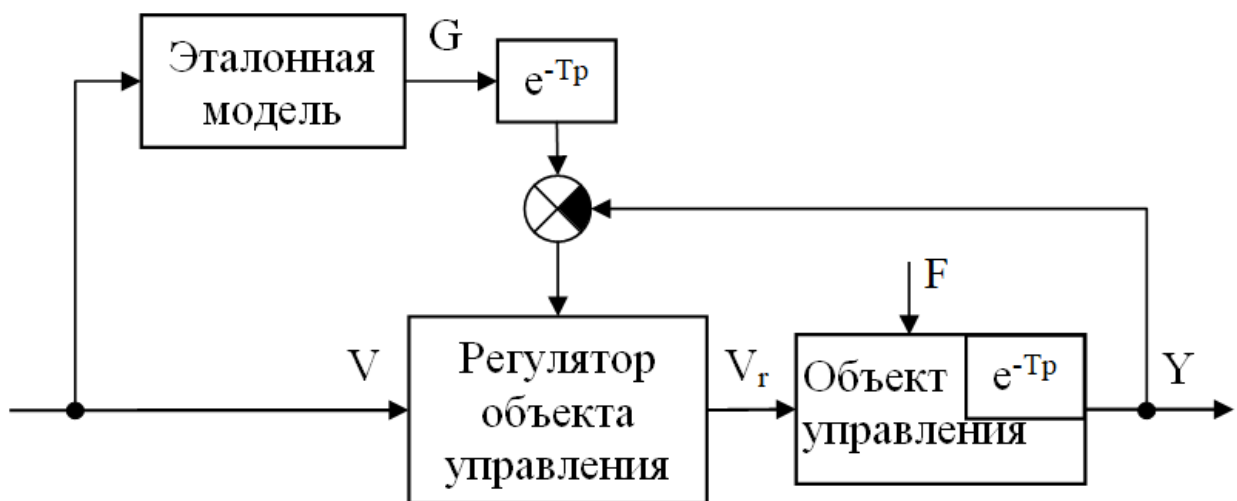 Эталонная
модель
G
e-Tp
F
V
Регулятор
объекта
управления
Vr
Объект
управления
e-Tp
Y